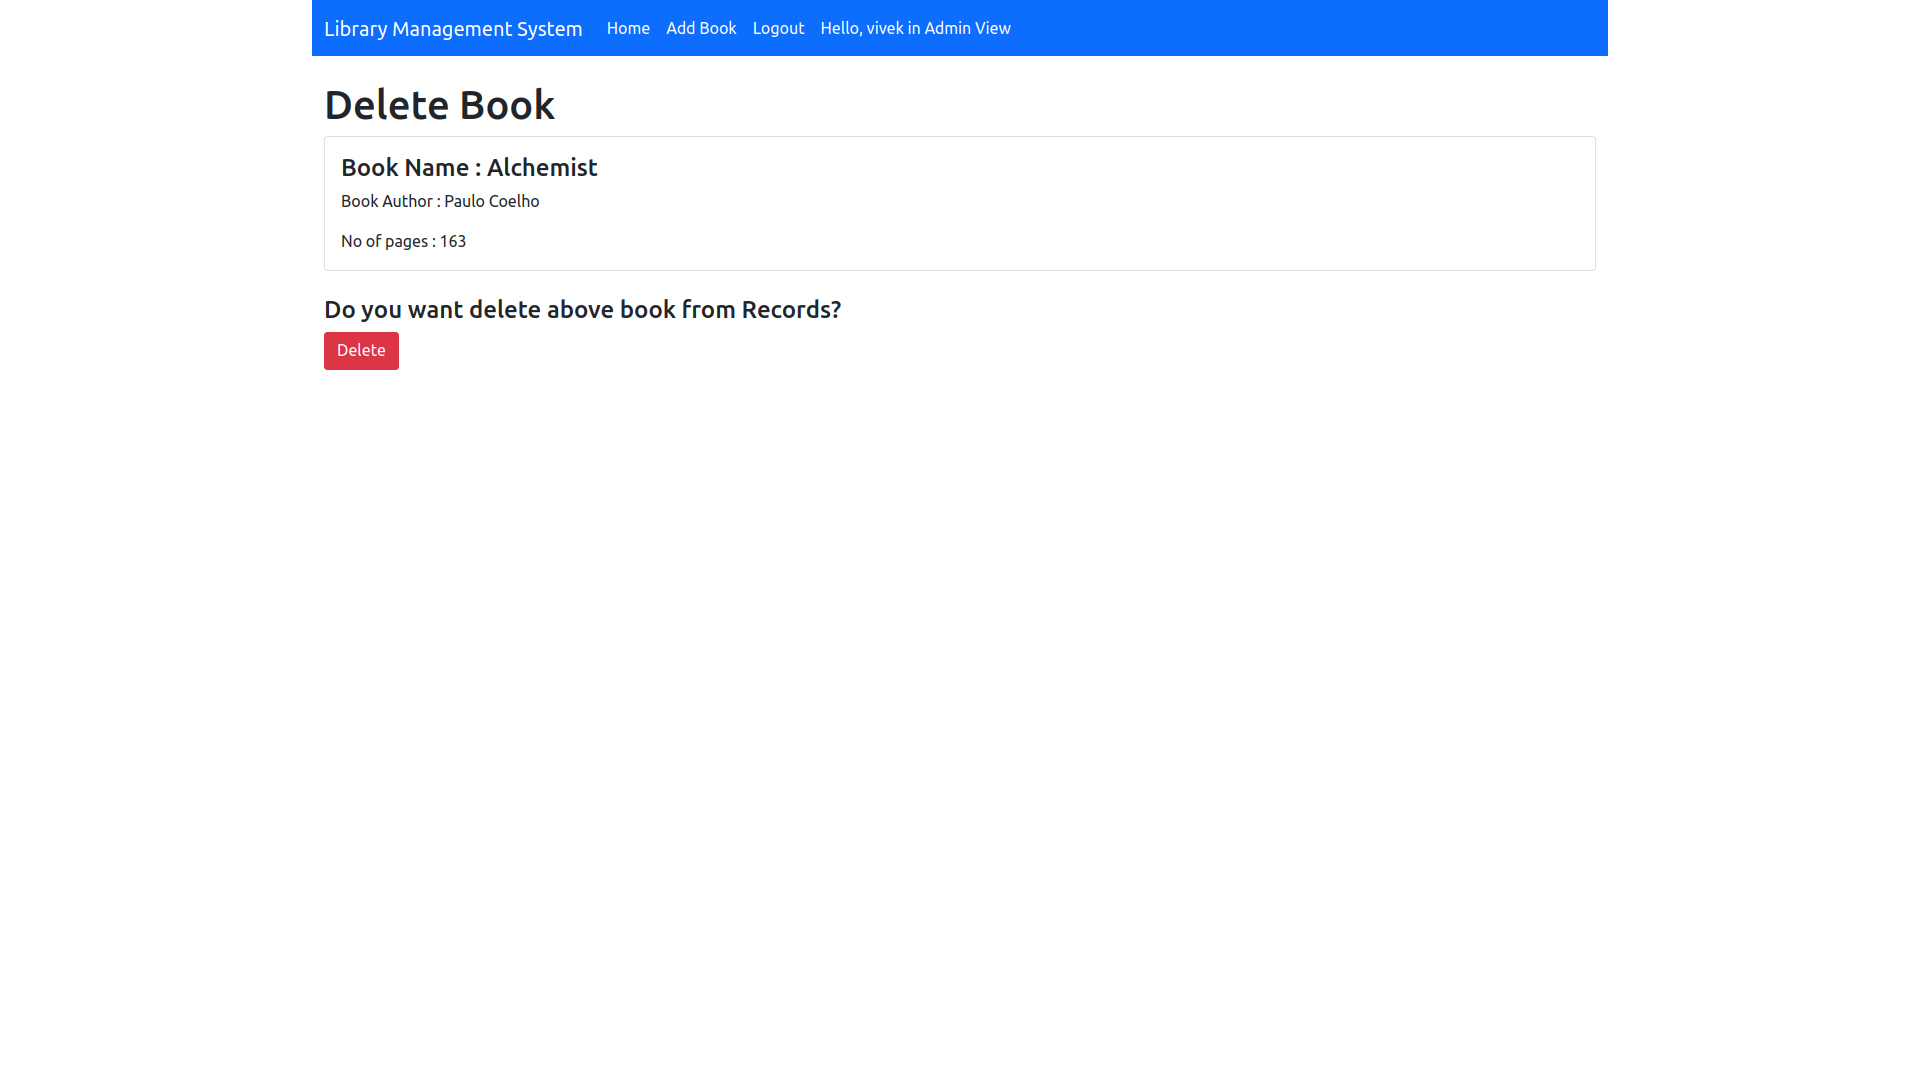 Library Management System Home Add Book Logout Hello, vivek in Admin View
Delete Book
Book Name : Alchemist
Book Author : Paulo Coelho
No of pages : 163
Do you want delete above book from Records?
Delete